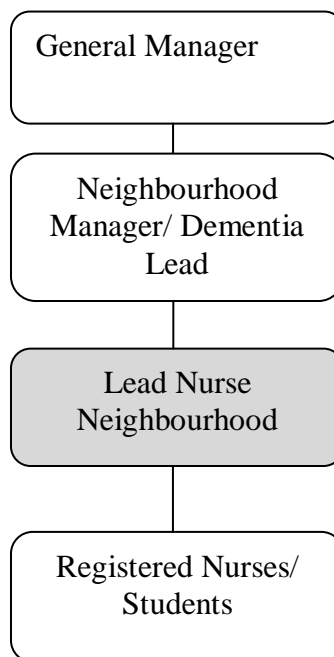 General Manager
Neighbourhood
Manager/ Dementia
Lead
Lead Nurse
Neighbourhood
Registered Nurses/
Students